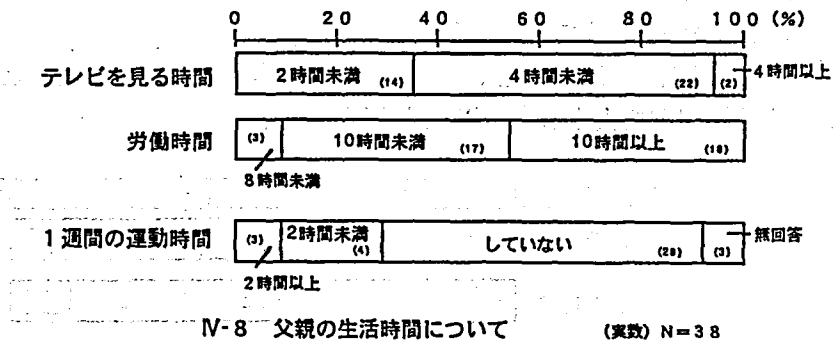 0 20 40 60 80 100 (%)
テレビを見る時間 2時間未満 (14) 4時間未満 (22) (2) 4時間以上
労働時間 (3) 10時間未満 (17) 10時間以上 (18)
8時間未満
1週間の運動時間 (3) 2時間未満 (4) していない (28) (3) 無回答
2時間以上
Ⅳ-8 父親の生活時間について (実数) N=38